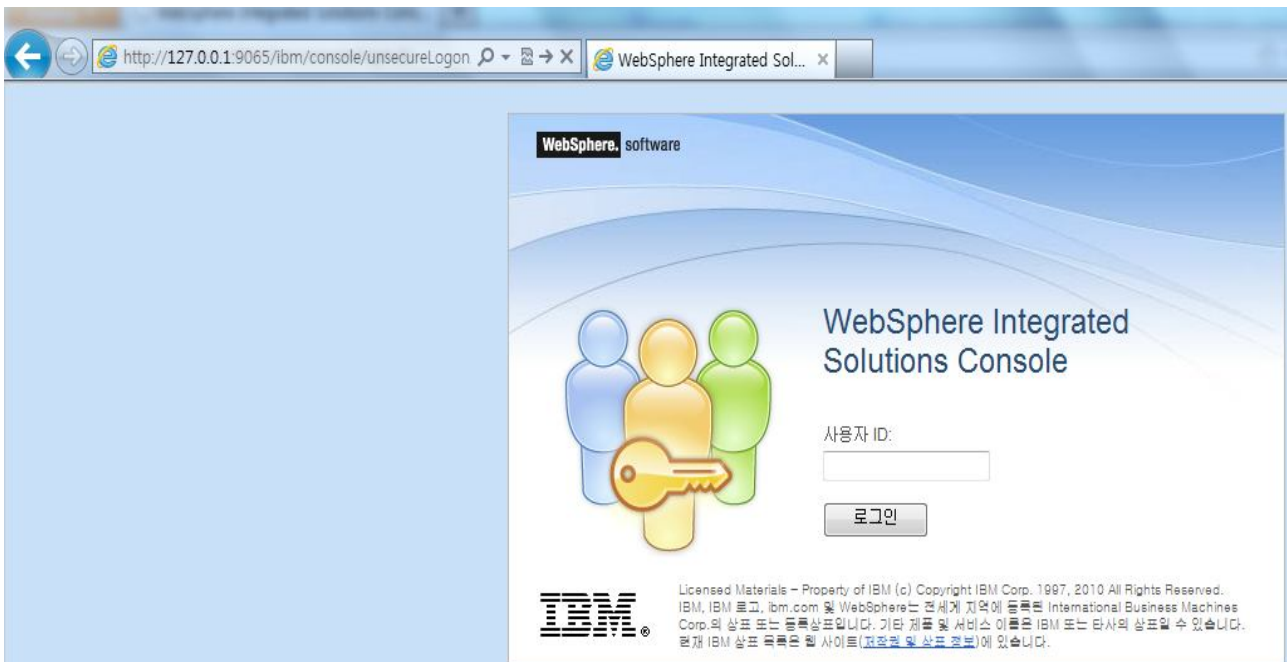 http://127.0.0.1:9065/ibm/console/unsecureLogon
WebSphere Integrated Sol...
WebSphere. software
WebSphere Integrated
Solutions Console
사용자 ID:
로그인
IBM®
Licensed Materials – Property of IBM (c) Copyright IBM Corp. 1997, 2010 All Rights Reserved.
IBM, IBM 로고, ibm.com 및 WebSphere는 전세계 지역에 등록된 International Business Machines
Corp.의 상표 또는 등록상표입니다. 기타 제품 및 서비스 이름은 IBM 또는 타사의 상표일 수 있습니다.
현재 IBM 상표 목록은 웹 사이트(저작권 및 상표 정보)에 있습니다.